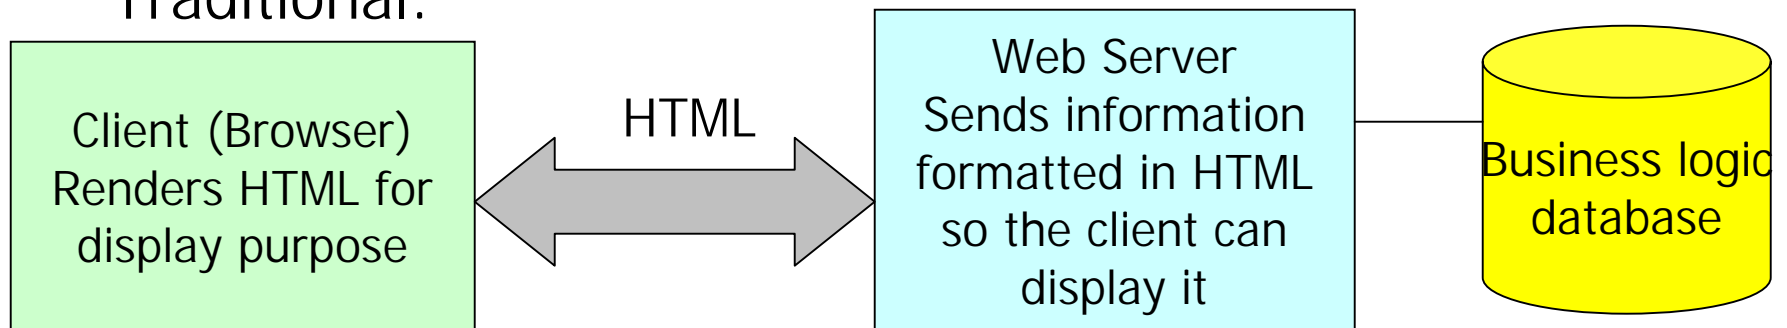 Traditional:
Client (Browser)
Renders HTML for
display purpose
HTML
Web Server
Sends information
formatted in HTML
so the client can
display it
Business logic
database